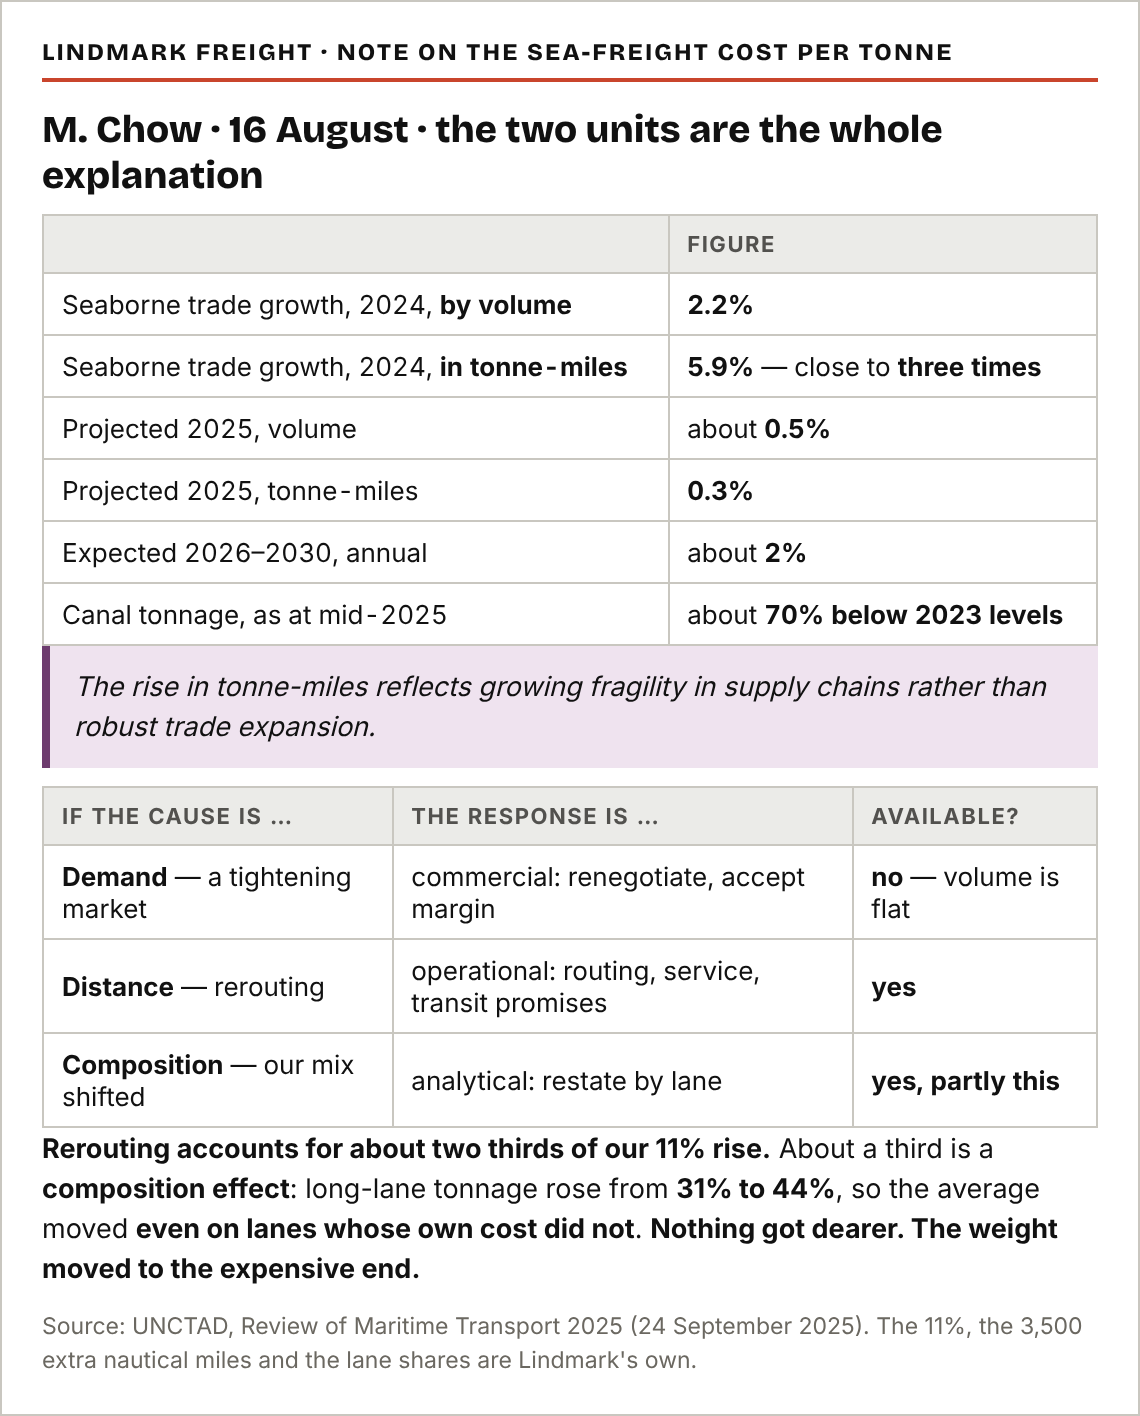 LINDMARK FREIGHT · NOTE ON THE SEA-FREIGHT COST PER TONNE
M. Chow · 16 August · the two units are the whole
explanation
FIGURE
Seaborne trade growth, 2024, by volume 2.2%
Seaborne trade growth, 2024, in tonne-miles 5.9% — close to three times
Projected 2025, volume about 0.5%
Projected 2025, tonne-miles 0.3%
Expected 2026–2030, annual about 2%
Canal tonnage, as at mid-2025 about 70% below 2023 levels
The rise in tonne-miles reflects growing fragility in supply chains rather than
robust trade expansion.
IF THE CAUSE IS … THE RESPONSE IS … AVAILABLE?
Demand — a tightening
market
commercial: renegotiate, accept
margin
no — volume is
flat
Distance — rerouting
operational: routing, service,
transit promises
yes
Composition — our mix
shifted
analytical: restate by lane
yes, partly this
Rerouting accounts for about two thirds of our 11% rise. About a third is a
composition effect: long-lane tonnage rose from 31% to 44%, so the average
moved even on lanes whose own cost did not. Nothing got dearer. The weight
moved to the expensive end.
Source: UNCTAD, Review of Maritime Transport 2025 (24 September 2025). The 11%, the 3,500
extra nautical miles and the lane shares are Lindmark's own.